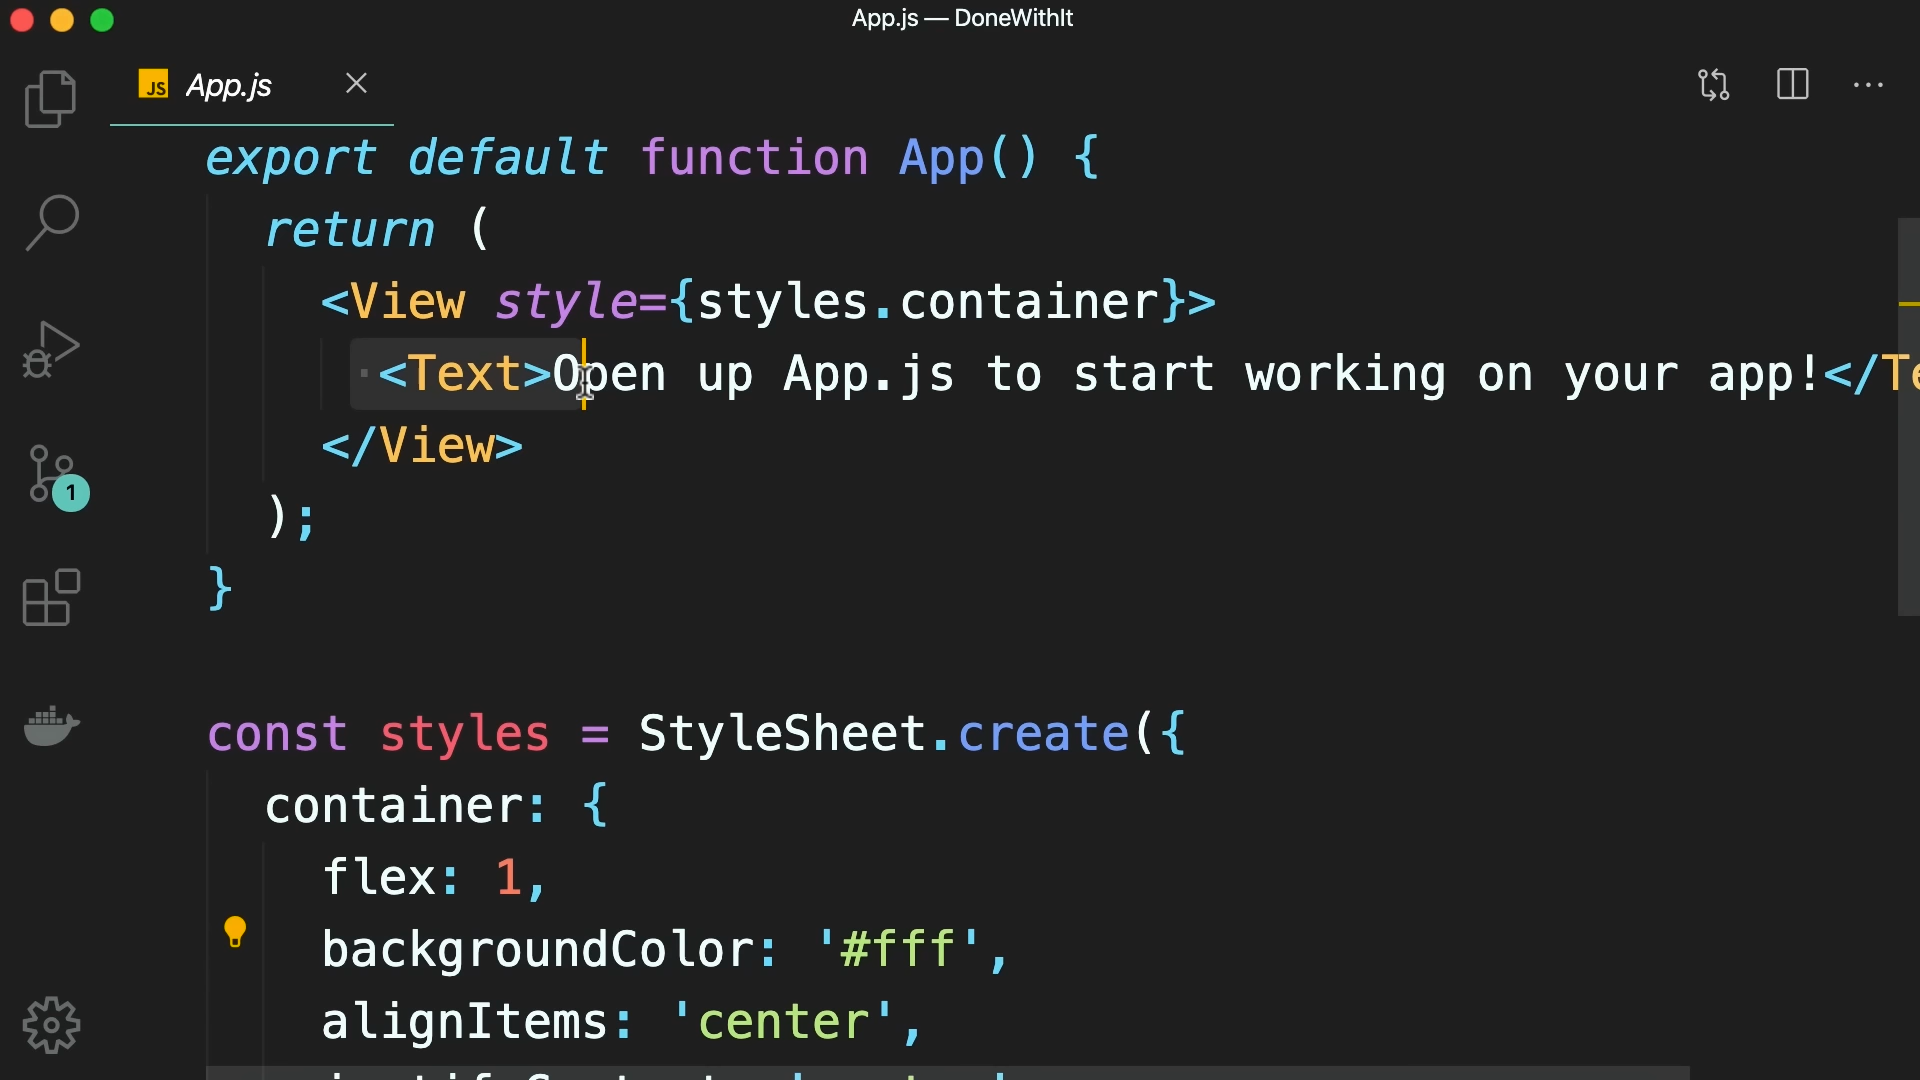 App.js — DoneWithIt
JS App.js
export default function App() {
return (
<View style={styles.container}>
<Text>Open up App.js to start working on your app!</Te
</View>
);
}
1
const styles = StyleSheet.create({
container: {
flex: 1,
backgroundColor: '#fff',
alignItems: 'center',